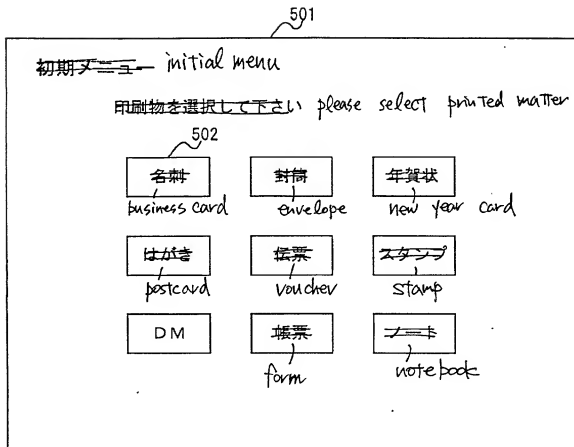 501
初期メニュー initial menu
印刷物を選択して下さい please select printed matter
502
名刺 封筒 年賀状
business card envelope new year card
はがき 伝票 スタンプ
postcard voucher stamp
DM 帳票 ノート
form notebook